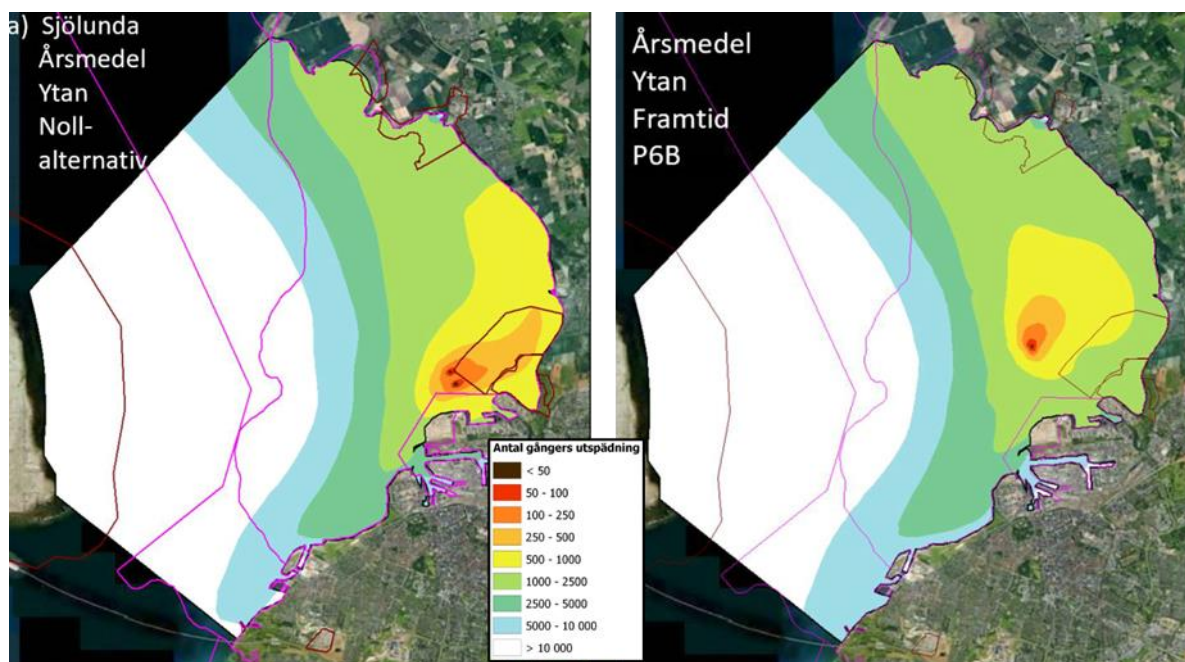 a) Sjölunda
Årsmedel
Ytan
Noll-
alternativ
Årsmedel
Ytan
Framtid
P6B
Antal gångers utspädning
< 50
50 - 100
100 - 250
250 - 500
500 - 1000
1000 - 2500
2500 - 5000
5000 - 10 000
> 10 000